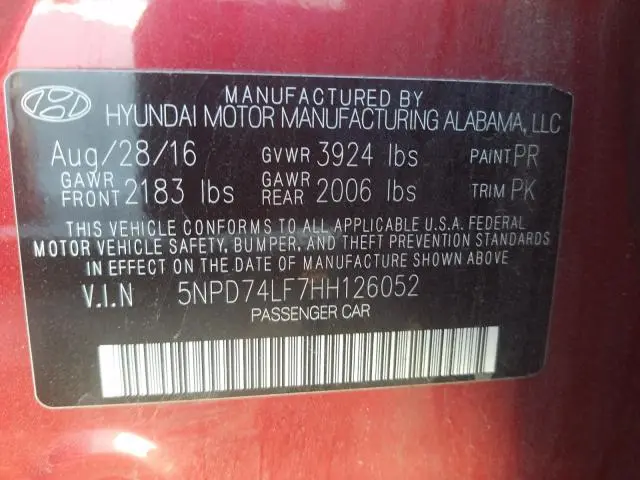 MANUFACTURED BY
HYUNDAI MOTOR MANUFACTURING ALABAMA, LLC
Aug/28/16 GVWR 3924 lbs PAINT PR
GAWR FRONT 2183 lbs GAWR REAR 2006 lbs TRIM PK
THIS VEHICLE CONFORMS TO ALL APPLICABLE U.S.A. FEDERAL
MOTOR VEHICLE SAFETY, BUMPER, AND THEFT PREVENTION STANDARDS
IN EFFECT ON THE DATE OF MANUFACTURE SHOWN ABOVE.
V.I.N 5NPD74LF7HH126052
PASSENGER CAR